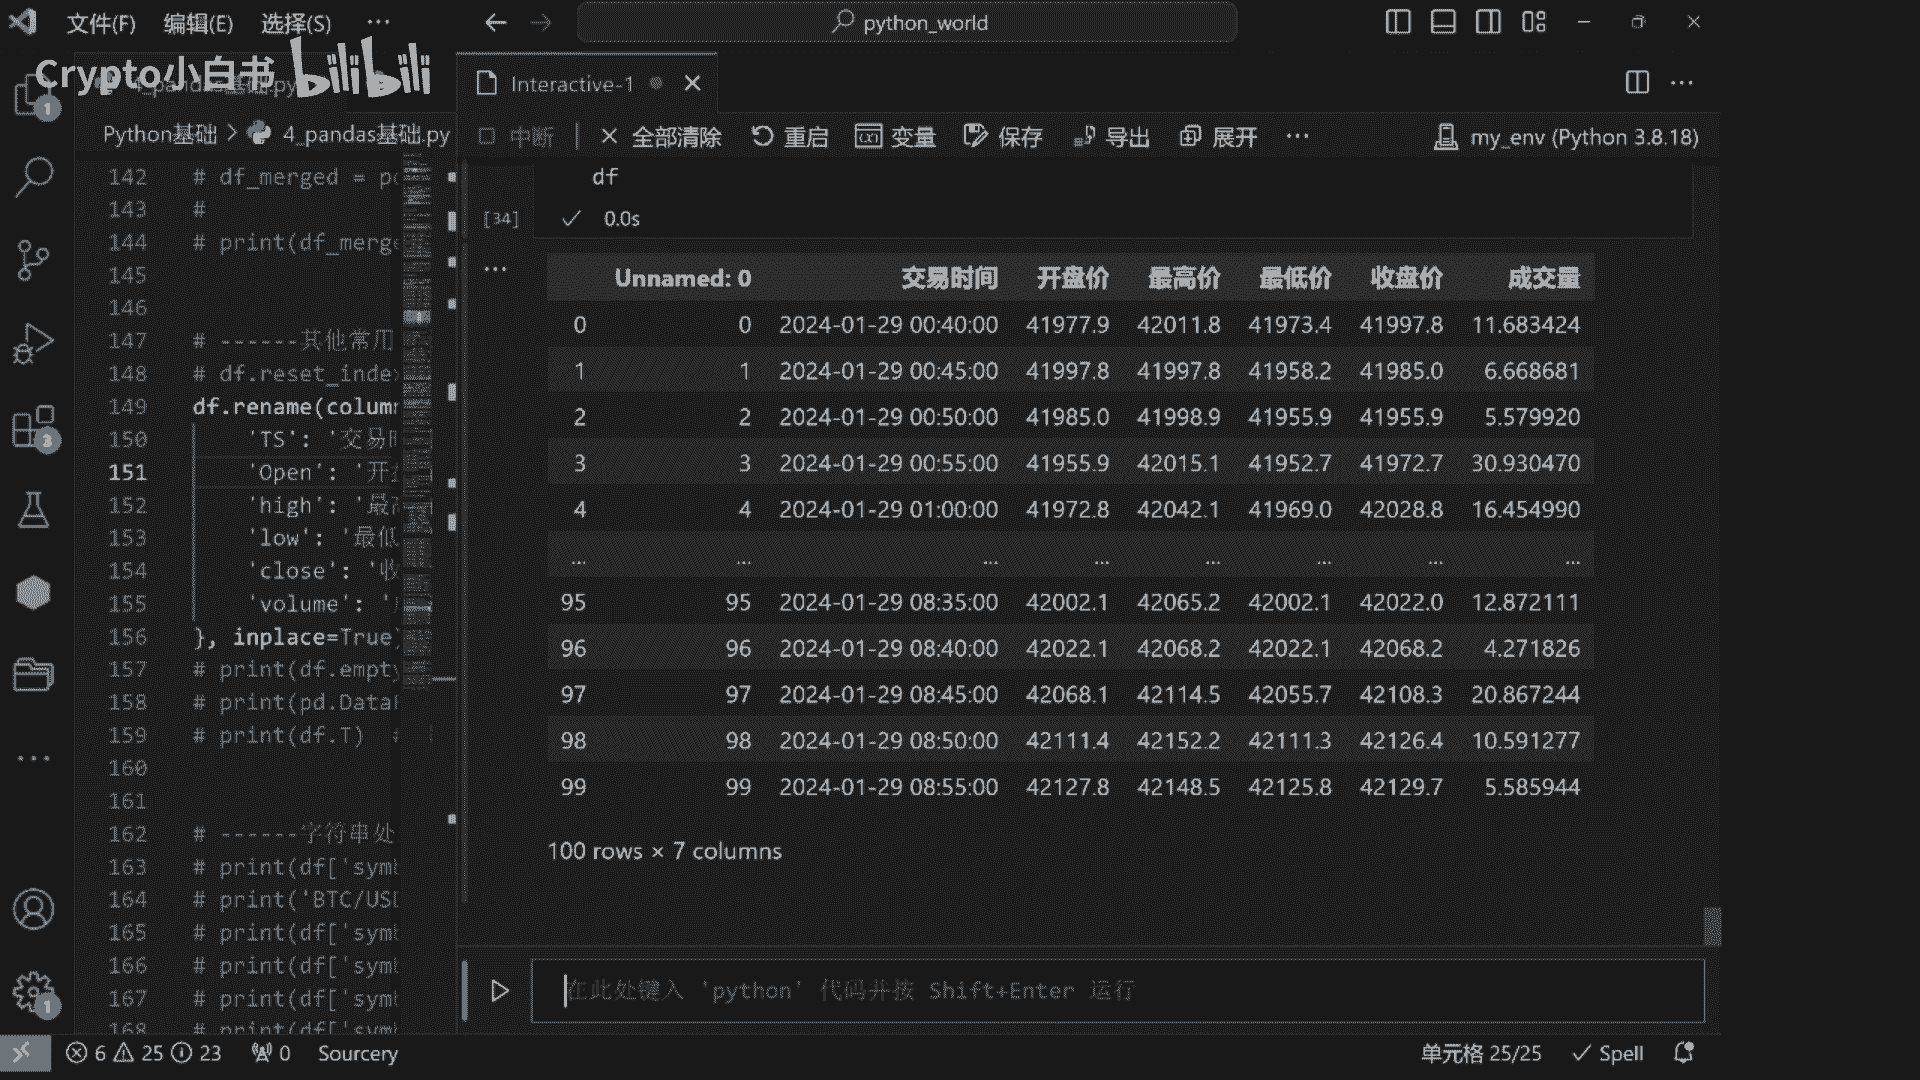 文件(F) 编辑(E) 选择(S) ··· python_world
Crypto小白书 bilibili
Interactive-1
Python基础 > 4_pandas基础.py
中断 全部清除 重启 变量 保存 导出 展开 ··· my_env (Python 3.8.18)
142 # df_merged =
143 #
144 # print(df_merge
145
146
147 # ------其他常用
148 # df.reset_index
149 df.rename(colum
150 'TS': '交易
151 'Open': '开
152 'high': '最
153 'low': '最低
154 'close': '收
155 'volume': '
156 }, inplace=True)
157 # print(df.empty
158 # print(pd.Data
159 # print(df.T) #
160
161
162 # ------字符串处
163 # print(df['sym
164 # print('BTC/US
165 # print(df['sym
166 # print(df['sym
167 # print(df['sym
168 # print(df['sym
df
[34] 0.0s
Unnamed: 0 交易时间 开盘价 最高价 最低价 收盘价 成交量
0 0 2024-01-29 00:40:00 41977.9 42011.8 41973.4 41997.8 11.683424
1 1 2024-01-29 00:45:00 41997.8 41997.8 41958.2 41985.0 6.668681
2 2 2024-01-29 00:50:00 41985.0 41998.9 41955.9 41955.9 5.579920
3 3 2024-01-29 00:55:00 41955.9 42015.1 41952.7 41972.7 30.930470
4 4 2024-01-29 01:00:00 41972.8 42042.1 41969.0 42028.8 16.454990
... ... ... ... ... ... ... ...
95 95 2024-01-29 08:35:00 42002.1 42065.2 42002.1 42022.0 12.872111
96 96 2024-01-29 08:40:00 42022.1 42068.2 42022.1 42068.2 4.271826
97 97 2024-01-29 08:45:00 42068.1 42114.5 42055.7 42108.3 20.867244
98 98 2024-01-29 08:50:00 42111.4 42152.2 42111.3 42126.4 10.591277
99 99 2024-01-29 08:55:00 42127.8 42148.5 42125.8 42129.7 5.585944
100 rows × 7 columns
在此处键入 'python' 代码并按 Shift+Enter 运行
1
3
1
6 25 23 0 Sourcery 单元格 25/25 Spell